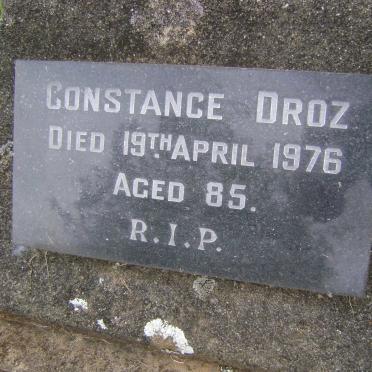 Constance Droz
Died 19th April 1976
Aged 85.
R.I.P.